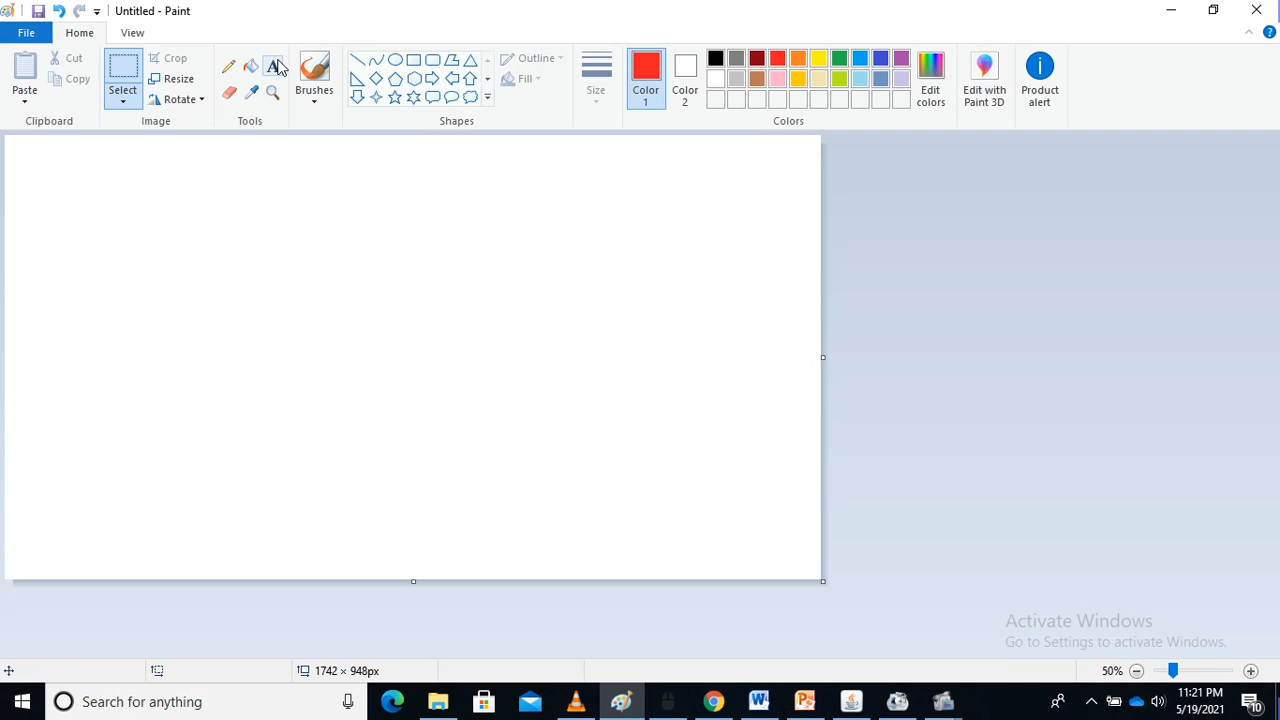 Untitled - Paint
File
Home
View
Paste
Cut
Copy
Clipboard
Select
Crop
Resize
Rotate
Image
A
Tools
Brushes
Outline
Fill
Shapes
Size
Color
1
Color
2
Edit
colors
Colors
Edit with
Paint 3D
Product
alert
Activate Windows
Go to Settings to activate Windows.
1742 × 948px
50%
Search for anything
11:21 PM
5/19/2021
10